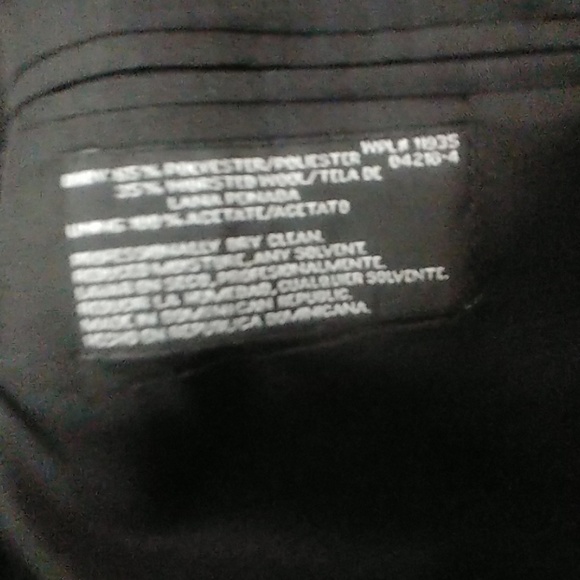 WPL# 11035
65% POLYESTER/POLIESTER 04210-4
35% WORSTED WOOL/TELA DE
LANA PEINADA
LINING 100% ACETATE/ACETATO
PROFESSIONALLY DRY CLEAN.
REDUCED MOISTURE, ANY SOLVENT
LAVAR EN SECO, PROFESIONALMENTE.
REDUCIR LA HUMEDAD, CUALQUIER SOLVENTE.
MADE IN DOMINICAN REPUBLIC.
HECHO EN REPUBLICA DOMINICANA.